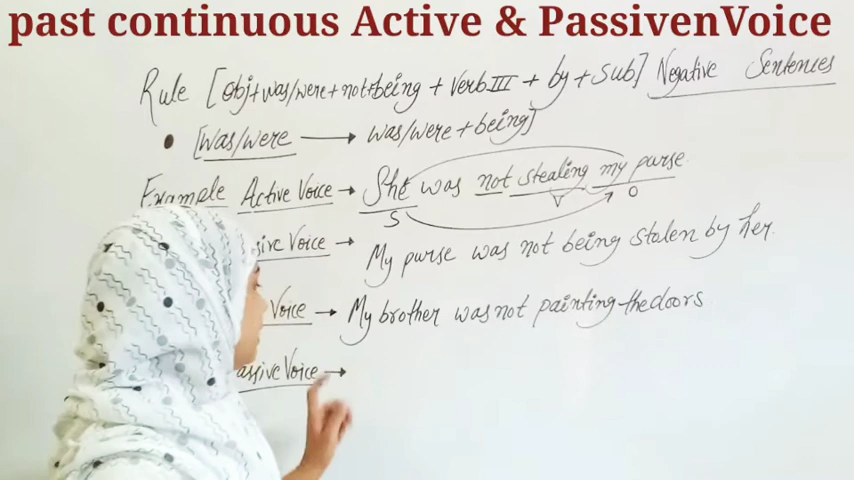 past continuous Active & PassivenVoice
Rule [obj+was/were+not+being + Verb III + by + Sub] Negative Sentences
[was/were → was/were + being]
Example Active Voice → She was not stealing my purse.
S V O
sive Voice → My purse was not being stolen by her.
Voice → My brother was not painting the doors
assive Voice →